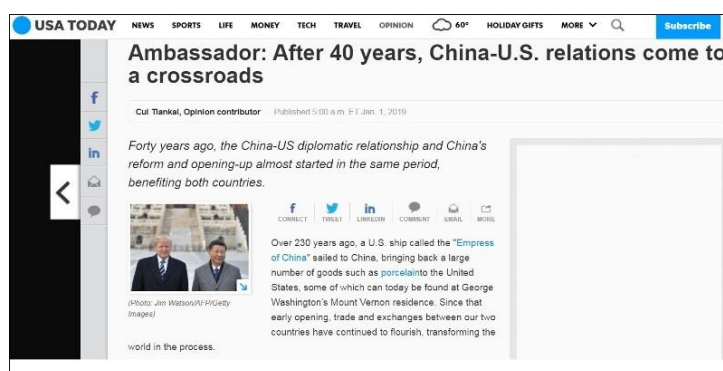 USA TODAY NEWS SPORTS LIFE MONEY TECH TRAVEL OPINION 60° HOLIDAY GIFTS MORE Subscribe
Ambassador: After 40 years, China-U.S. relations come to
a crossroads
Cui Tiankai, Opinion contributor Published 5:00 a.m. ET Jan. 1, 2019
Forty years ago, the China-US diplomatic relationship and China's
reform and opening-up almost started in the same period,
benefiting both countries.
CONNECT TWEET LINKEDIN COMMENT EMAIL MORE
Over 230 years ago, a U.S. ship called the "Empress
of China" sailed to China, bringing back a large
number of goods such as porcelainto the United
States, some of which can today be found at George
Washington's Mount Vernon residence. Since that
early opening, trade and exchanges between our two
countries have continued to flourish, transforming the
world in the process.
(Photo: Jim Watson/AFP/Getty
Images)